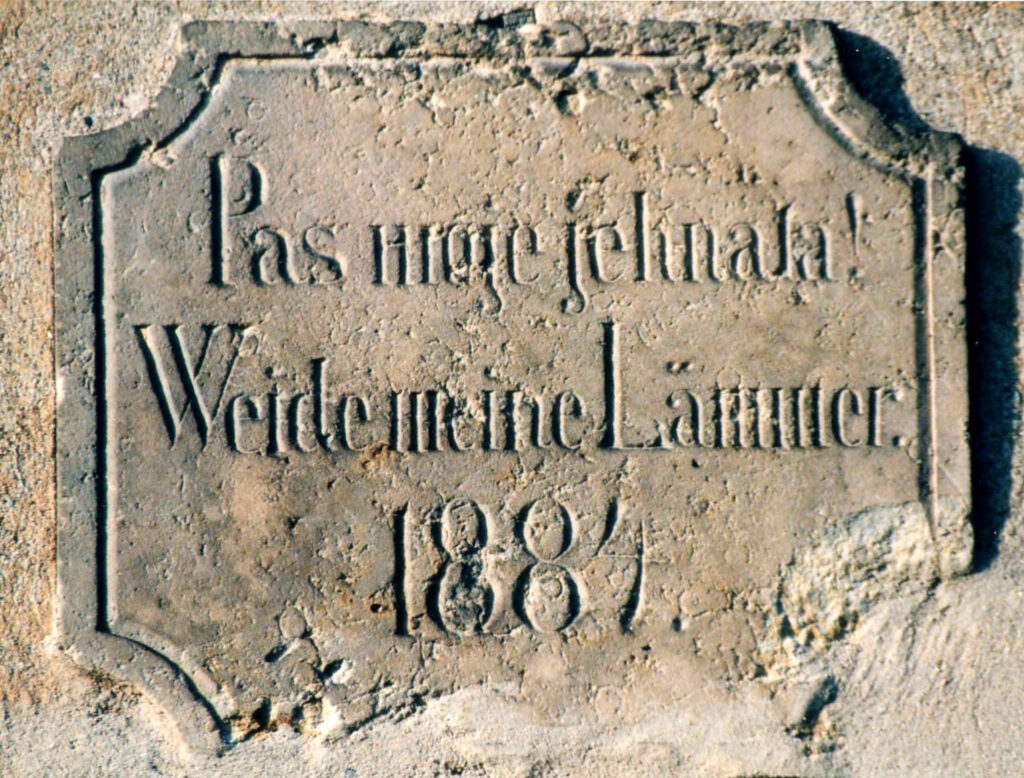 Pas moje jehnata!
Weide meine Lämmer.
1884.